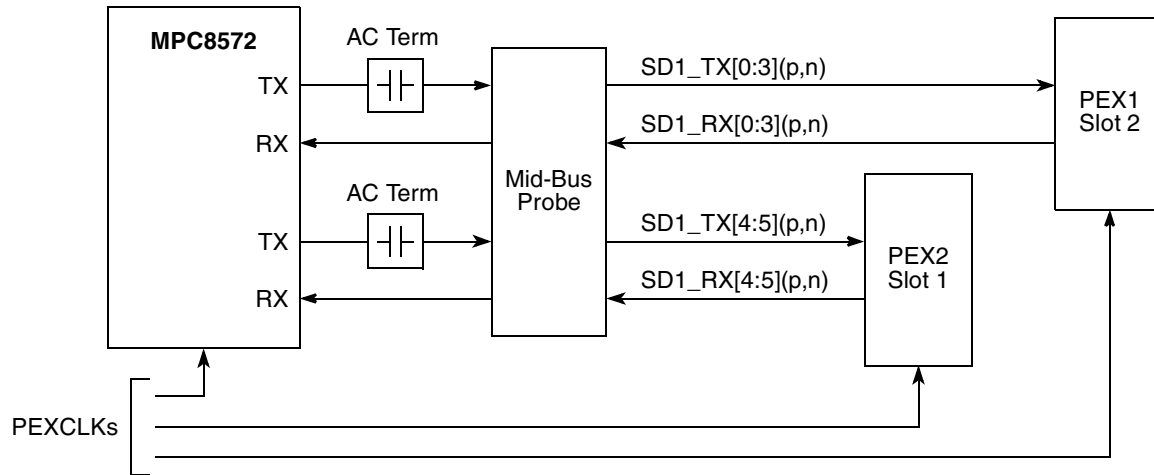 MPC8572
AC Term
TX
SD1_TX[0:3](p,n)
PEX1
Slot 2
RX
SD1_RX[0:3](p,n)
Mid-Bus
Probe
AC Term
TX
SD1_TX[4:5](p,n)
PEX2
Slot 1
RX
SD1_RX[4:5](p,n)
PEXCLKs